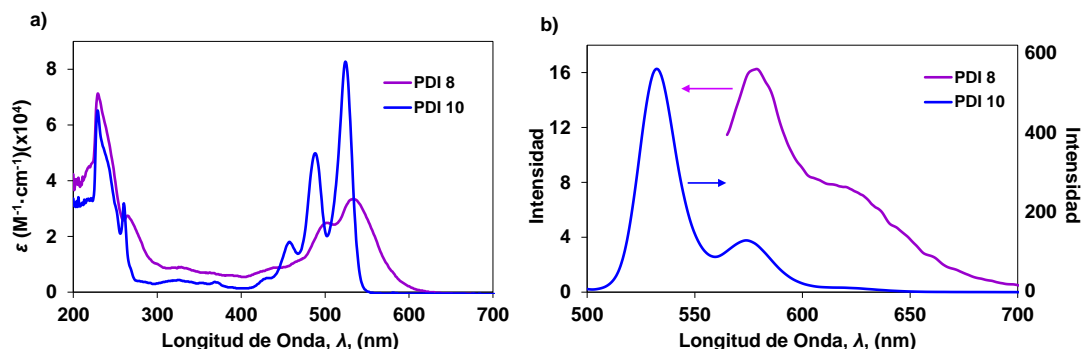 a)
8
6
4
2
0
ε (M⁻¹·cm⁻¹)(x10⁴)
PDI 8
PDI 10
200 300 400 500 600 700
Longitud de Onda, λ, (nm)
b)
16
12
8
4
0
Intensidad
PDI 8
PDI 10
600
400
200
0
Intensidad
500 550 600 650 700
Longitud de Onda, λ, (nm)